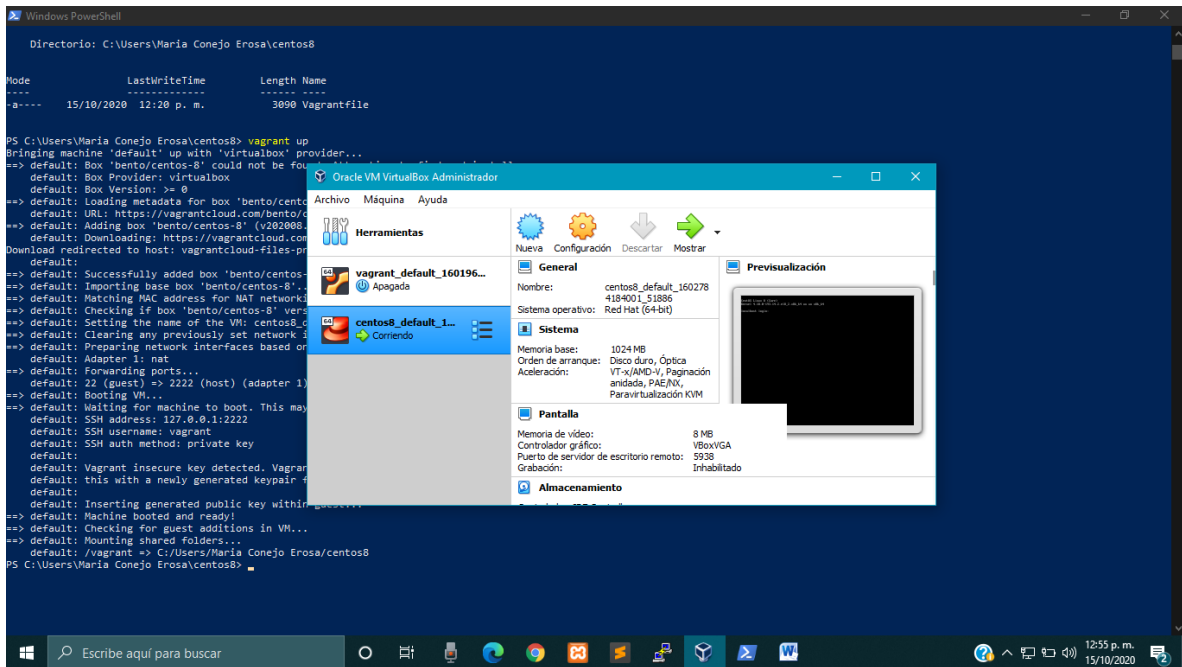 Windows PowerShell
Directorio: C:\Users\Maria Conejo Erosa\centos8
Mode LastWriteTime Length Name
---- ------------- ------ ----
-a---- 15/10/2020 12:20 p. m. 3090 Vagrantfile
PS C:\Users\Maria Conejo Erosa\centos8> vagrant up
Bringing machine 'default' up with 'virtualbox' provider...
==> default: Box 'bento/centos-8' could not be fou
default: Box Provider: virtualbox
default: Box Version: >= 0
==> default: Loading metadata for box 'bento/cento
default: URL: https://vagrantcloud.com/bento/c
==> default: Adding box 'bento/centos-8' (v202008.
default: Downloading: https://vagrantcloud.com
Download redirected to host: vagrantcloud-files-pr
default:
==> default: Successfully added box 'bento/centos-
==> default: Importing base box 'bento/centos-8'..
==> default: Matching MAC address for NAT networki
==> default: Checking if box 'bento/centos-8' vers
==> default: Setting the name of the VM: centos8_d
==> default: Clearing any previously set network i
==> default: Preparing network interfaces based on
default: Adapter 1: nat
==> default: Forwarding ports...
default: 22 (guest) => 2222 (host) (adapter 1)
==> default: Booting VM...
==> default: Waiting for machine to boot. This may
default: SSH address: 127.0.0.1:2222
default: SSH username: vagrant
default: SSH auth method: private key
default:
default: Vagrant insecure key detected. Vagran
default: this with a newly generated keypair f
default:
default: Inserting generated public key within guest...
==> default: Machine booted and ready!
==> default: Checking for guest additions in VM...
==> default: Mounting shared folders...
default: /vagrant => C:/Users/Maria Conejo Erosa/centos8
PS C:\Users\Maria Conejo Erosa\centos8>
Oracle VM VirtualBox Administrador
Archivo Máquina Ayuda
Herramientas
Nueva Configuración Descartar Mostrar
64 vagrant_default_160196...
Apagada
64 centos8_default_1...
Corriendo
General
Nombre: centos8_default_160278
4184001_51886
Sistema operativo: Red Hat (64-bit)
Sistema
Memoria base: 1024 MB
Orden de arranque: Disco duro, Óptica
Aceleración: VT-x/AMD-V, Paginación
anidada, PAE/NX,
Paravirtualización KVM
Pantalla
Memoria de vídeo: 8 MB
Controlador gráfico: VBoxVGA
Puerto de servidor de escritorio remoto: 5938
Grabación: Inhabilitado
Almacenamiento
Previsualización
Escribe aquí para buscar
12:55 p. m.
15/10/2020
2